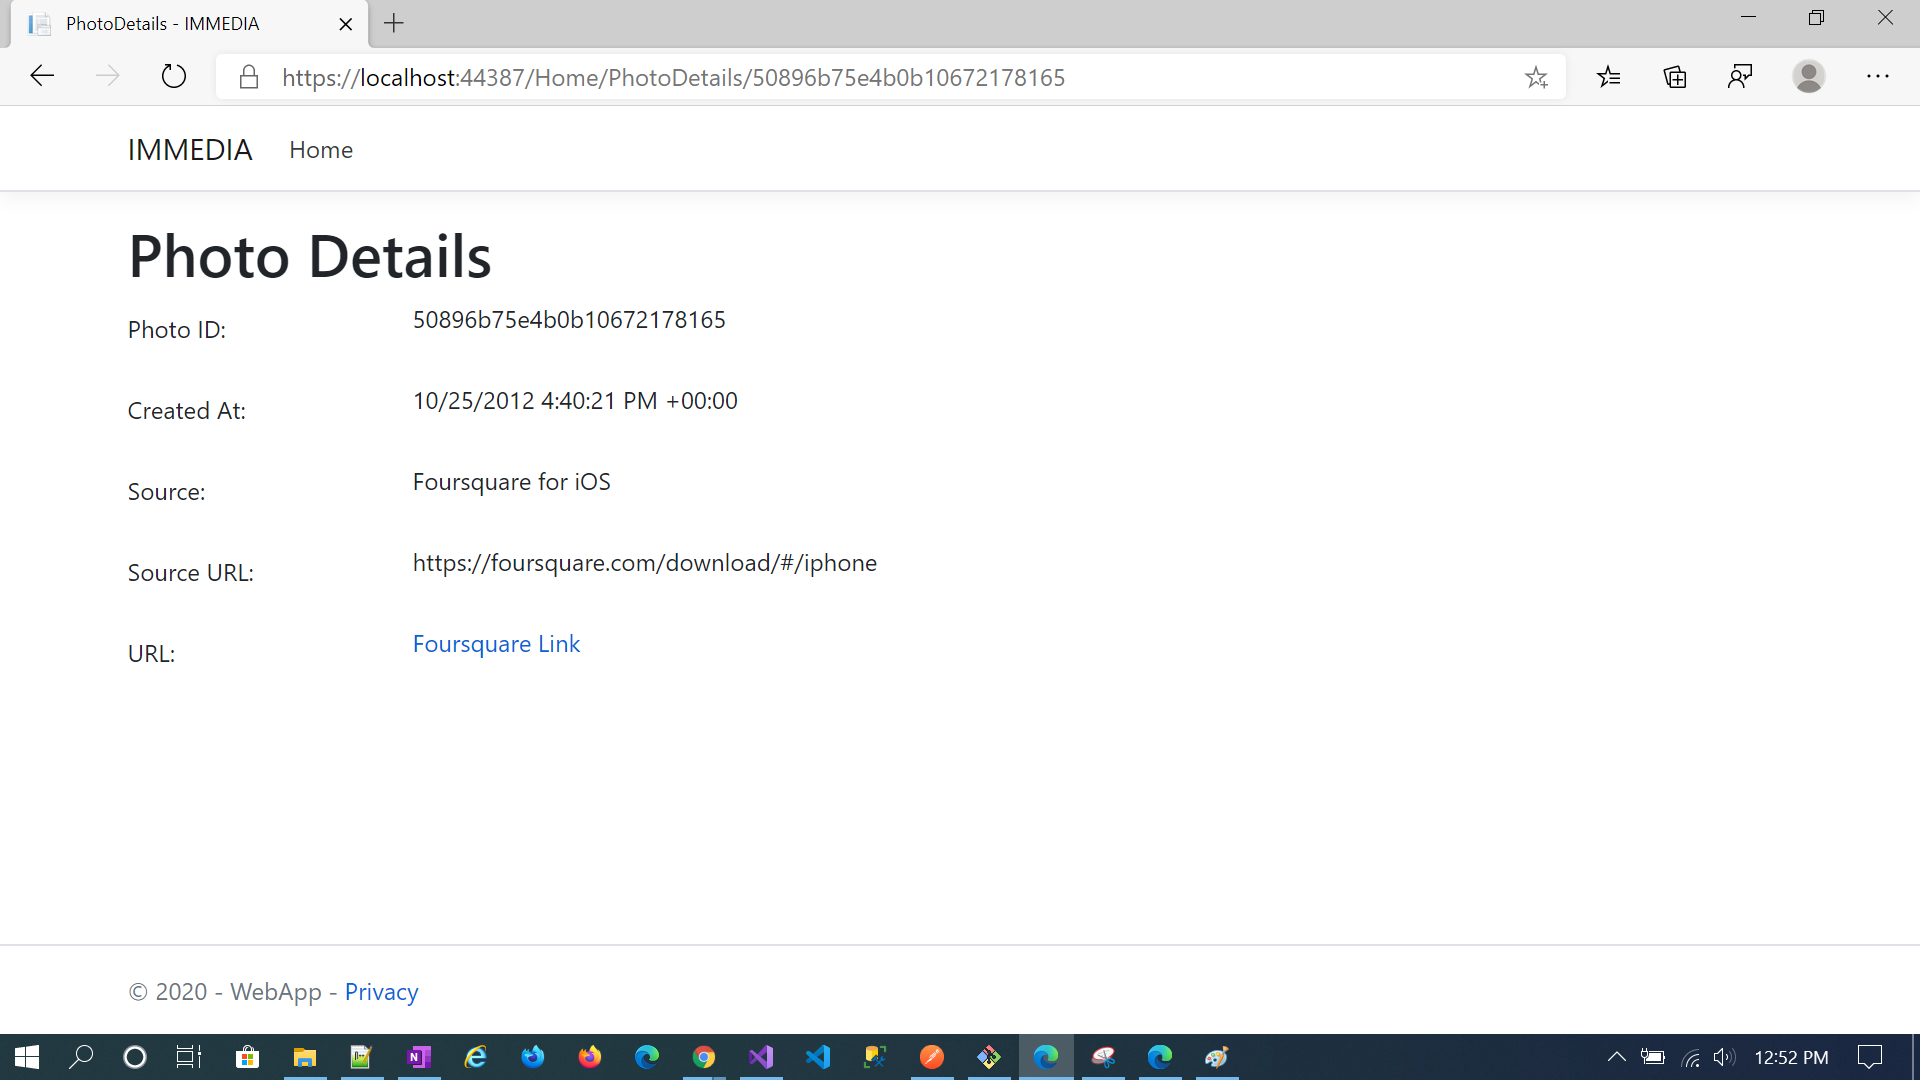 PhotoDetails - IMMEDIA
https://localhost:44387/Home/PhotoDetails/50896b75e4b0b10672178165
IMMEDIA Home
Photo Details
Photo ID: 50896b75e4b0b10672178165
Created At: 10/25/2012 4:40:21 PM +00:00
Source: Foursquare for iOS
Source URL: https://foursquare.com/download/#/iphone
URL: Foursquare Link
© 2020 - WebApp - Privacy
12:52 PM